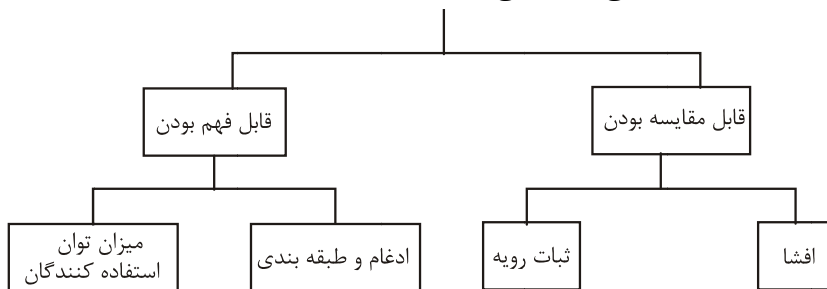 قابل مقایسه بودن
قابل فهم بودن
افشا
ثبات رویه
ادغام و طبقه بندی
میزان توان
استفاده کنندگان